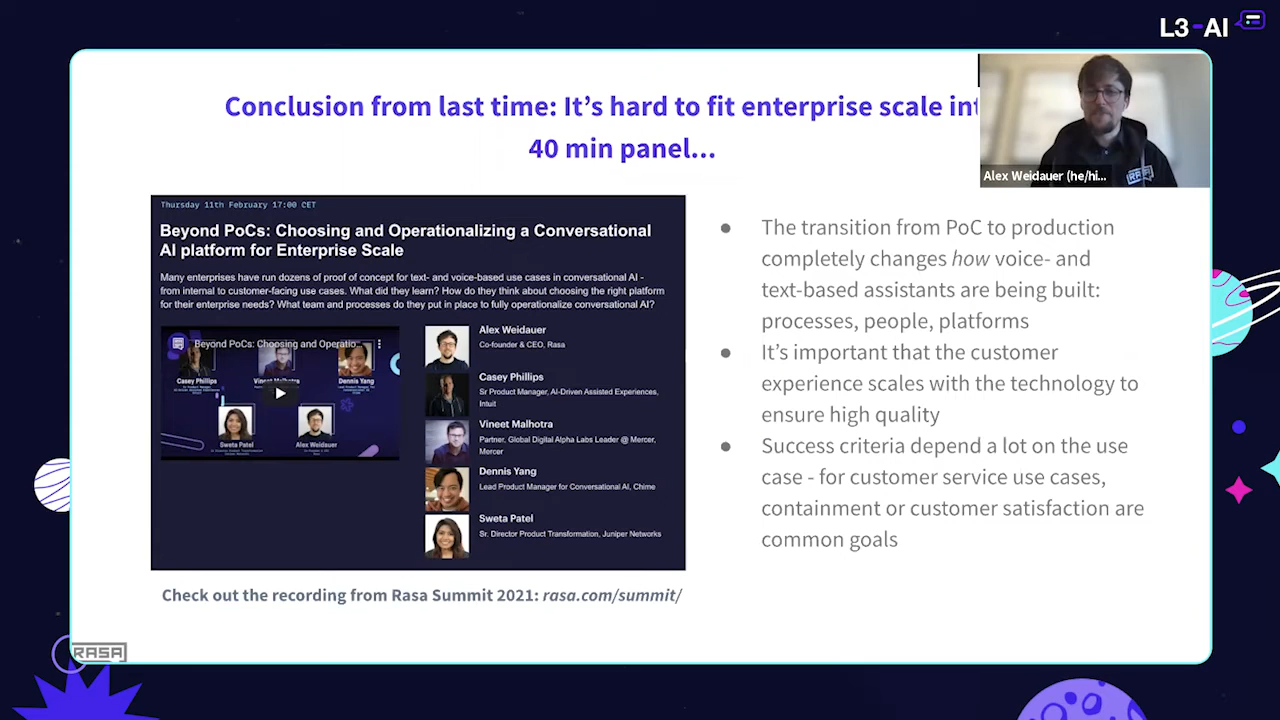 L3-AI
Conclusion from last time: It's hard to fit enterprise scale int
40 min panel...
Alex Weidauer (he/hi...
Thursday 11th February 17:00 CET
Beyond PoCs: Choosing and Operationalizing a Conversational
AI platform for Enterprise Scale
Many enterprises have run dozens of proof of concept for text- and voice-based use cases in conversational AI -
from internal to customer-facing use cases. What did they learn? How do they think about choosing the right platform
for their enterprise needs? What team and processes do they put in place to fully operationalize conversational AI?
Beyond PoCs: Choosing and Operatio...
Casey Phillips
Vineet Malhotra
Dennis Yang
Sweta Patel
Alex Weidauer
Alex Weidauer
Co-founder & CEO, Rasa
Casey Phillips
Sr Product Manager, AI-Driven Assisted Experiences,
Intuit
Vineet Malhotra
Partner, Global Digital Alpha Labs Leader @ Mercer,
Mercer
Dennis Yang
Lead Product Manager for Conversational AI, Chime
Sweta Patel
Sr. Director Product Transformation, Juniper Networks
Check out the recording from Rasa Summit 2021: rasa.com/summit/
● The transition from PoC to production
completely changes how voice- and
text-based assistants are being built:
processes, people, platforms
● It's important that the customer
experience scales with the technology to
ensure high quality
● Success criteria depend a lot on the use
case - for customer service use cases,
containment or customer satisfaction are
common goals
RASA